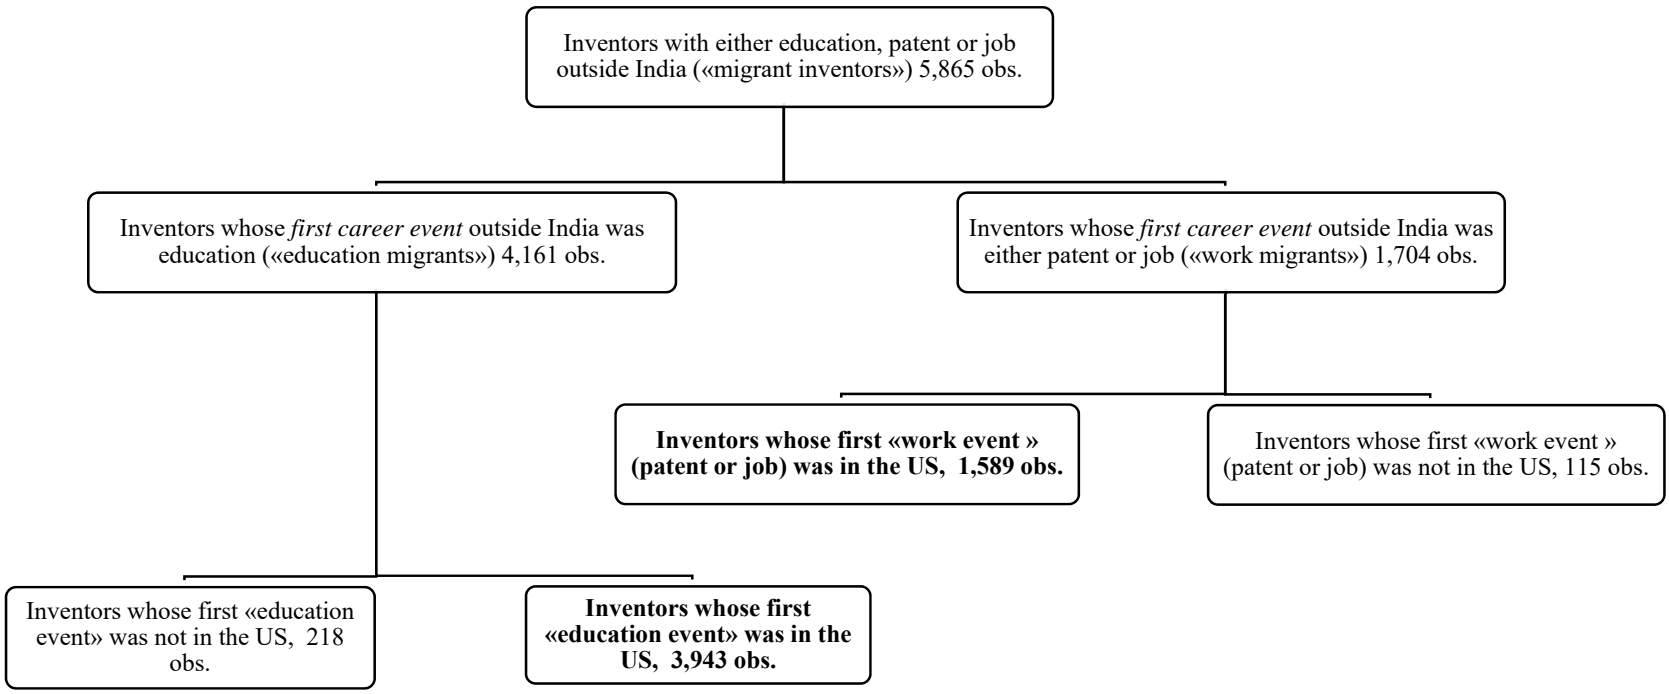 Inventors with either education, patent or job
outside India («migrant inventors») 5,865 obs.
Inventors whose first career event outside India was
education («education migrants») 4,161 obs.
Inventors whose first career event outside India was
either patent or job («work migrants») 1,704 obs.
Inventors whose first «work event »
(patent or job) was in the US, 1,589 obs.
Inventors whose first «work event »
(patent or job) was not in the US, 115 obs.
Inventors whose first «education
event» was not in the US, 218
obs.
Inventors whose first
«education event» was in the
US, 3,943 obs.